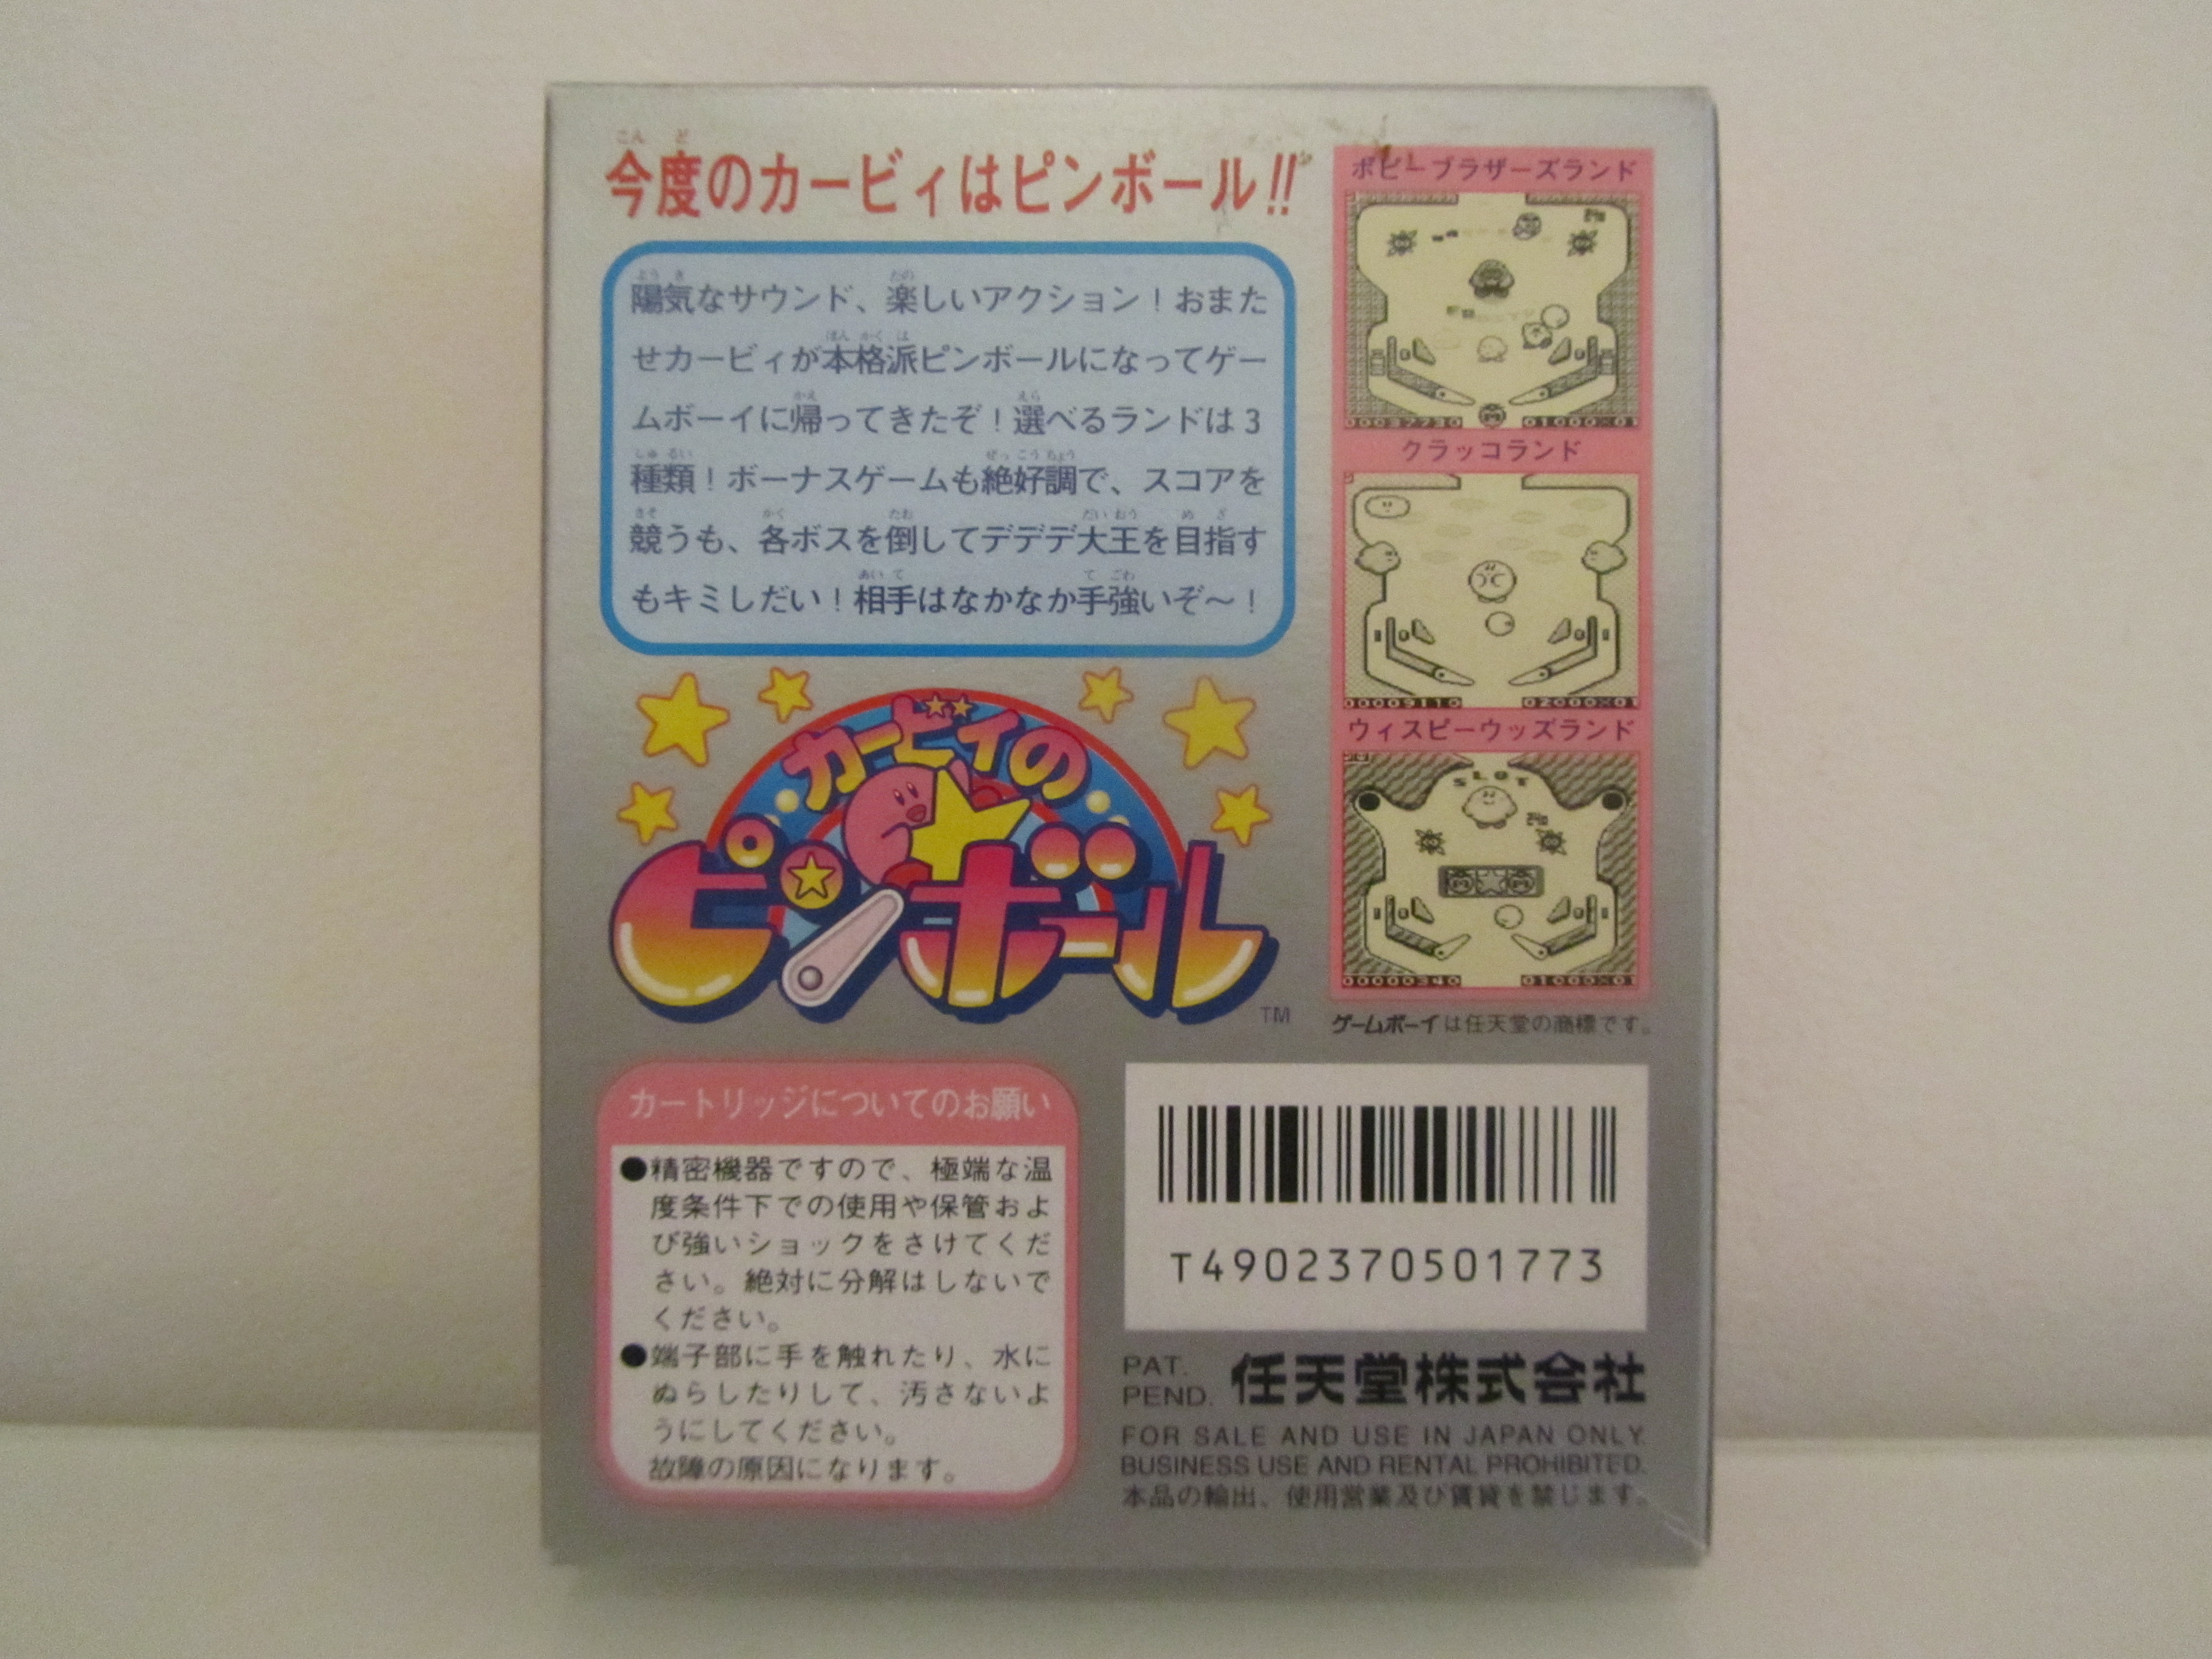 今度のカービィはピンボール!!
陽気なサウンド、楽しいアクション！おまた
せカービィが本格派ピンボールになってゲー
ムボーイに帰ってきたぞ！選べるランドは3
種類！ボーナスゲームも絶好調で、スコアを
競うも、各ボスを倒してデデデ大王を目指す
もキミしだい！相手はなかなか手強いぞ〜！
カービィの
ピンボール
TM
ポピーブラザーズランド
クラッコランド
ウィスピーウッズランド
SLOT
ゲームボーイは任天堂の商標です。
カートリッジについてのお願い
●精密機器ですので、極端な温
度条件下での使用や保管およ
び強いショックをさけてくだ
さい。絶対に分解はしないで
ください。
●端子部に手を触れたり、水に
ぬらしたりして、汚さないよ
うにしてください。
故障の原因になります。
T4902370501773
PAT.
PEND.
任天堂株式会社
FOR SALE AND USE IN JAPAN ONLY.
BUSINESS USE AND RENTAL PROHIBITED.
本品の輸出、使用営業及び賃貸を禁じます。